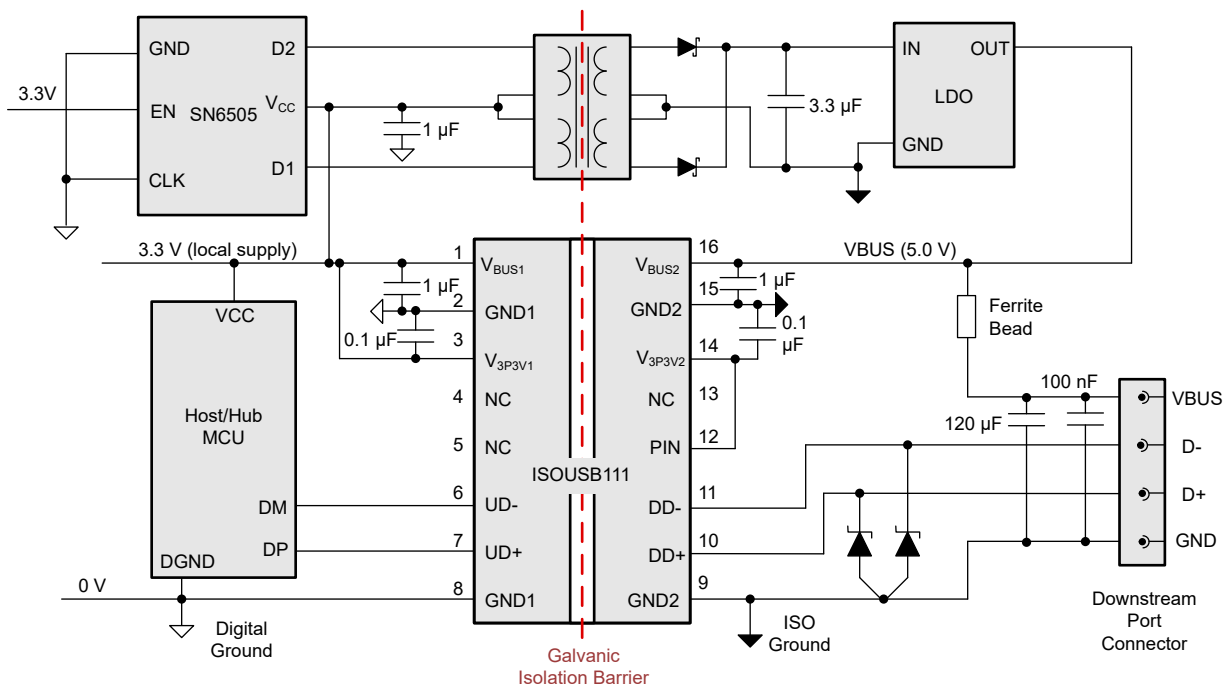 GND
D2
3.3V
EN
SN6505
VCC
1 µF
CLK
D1
3.3 µF
IN
OUT
LDO
GND
3.3 V (local supply)
1
VBUS1
1 µF
2
GND1
0.1 µF
3
V3P3V1
4
NC
5
NC
6
UD-
7
UD+
8
GND1
VCC
Host/Hub
MCU
DM
DP
DGND
0 V
Digital
Ground
ISOUSB111
Galvanic
Isolation Barrier
16
VBUS2
VBUS (5.0 V)
1 µF
15
GND2
0.1
µF
14
V3P3V2
13
NC
12
PIN
11
DD-
10
DD+
9
GND2
ISO
Ground
Ferrite
Bead
100 nF
120 µF
VBUS
D-
D+
GND
Downstream
Port
Connector